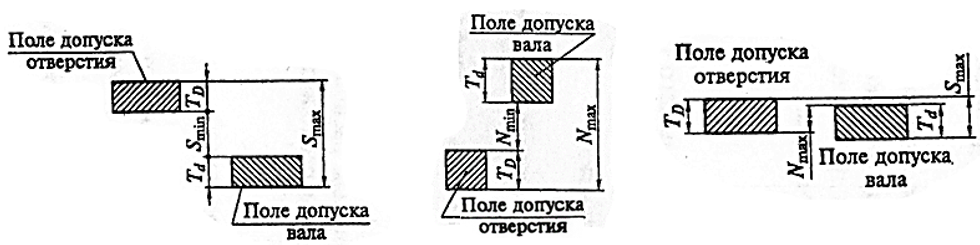 Поле допуска
отверстия
T_D
S_min
T_d
S_max
Поле допуска
вала
Поле допуска
вала
T_d
N_min
T_D
N_max
Поле допуска
отверстия
Поле допуска
отверстия
T_D
N_max
T_d
S_max
Поле допуска
вала